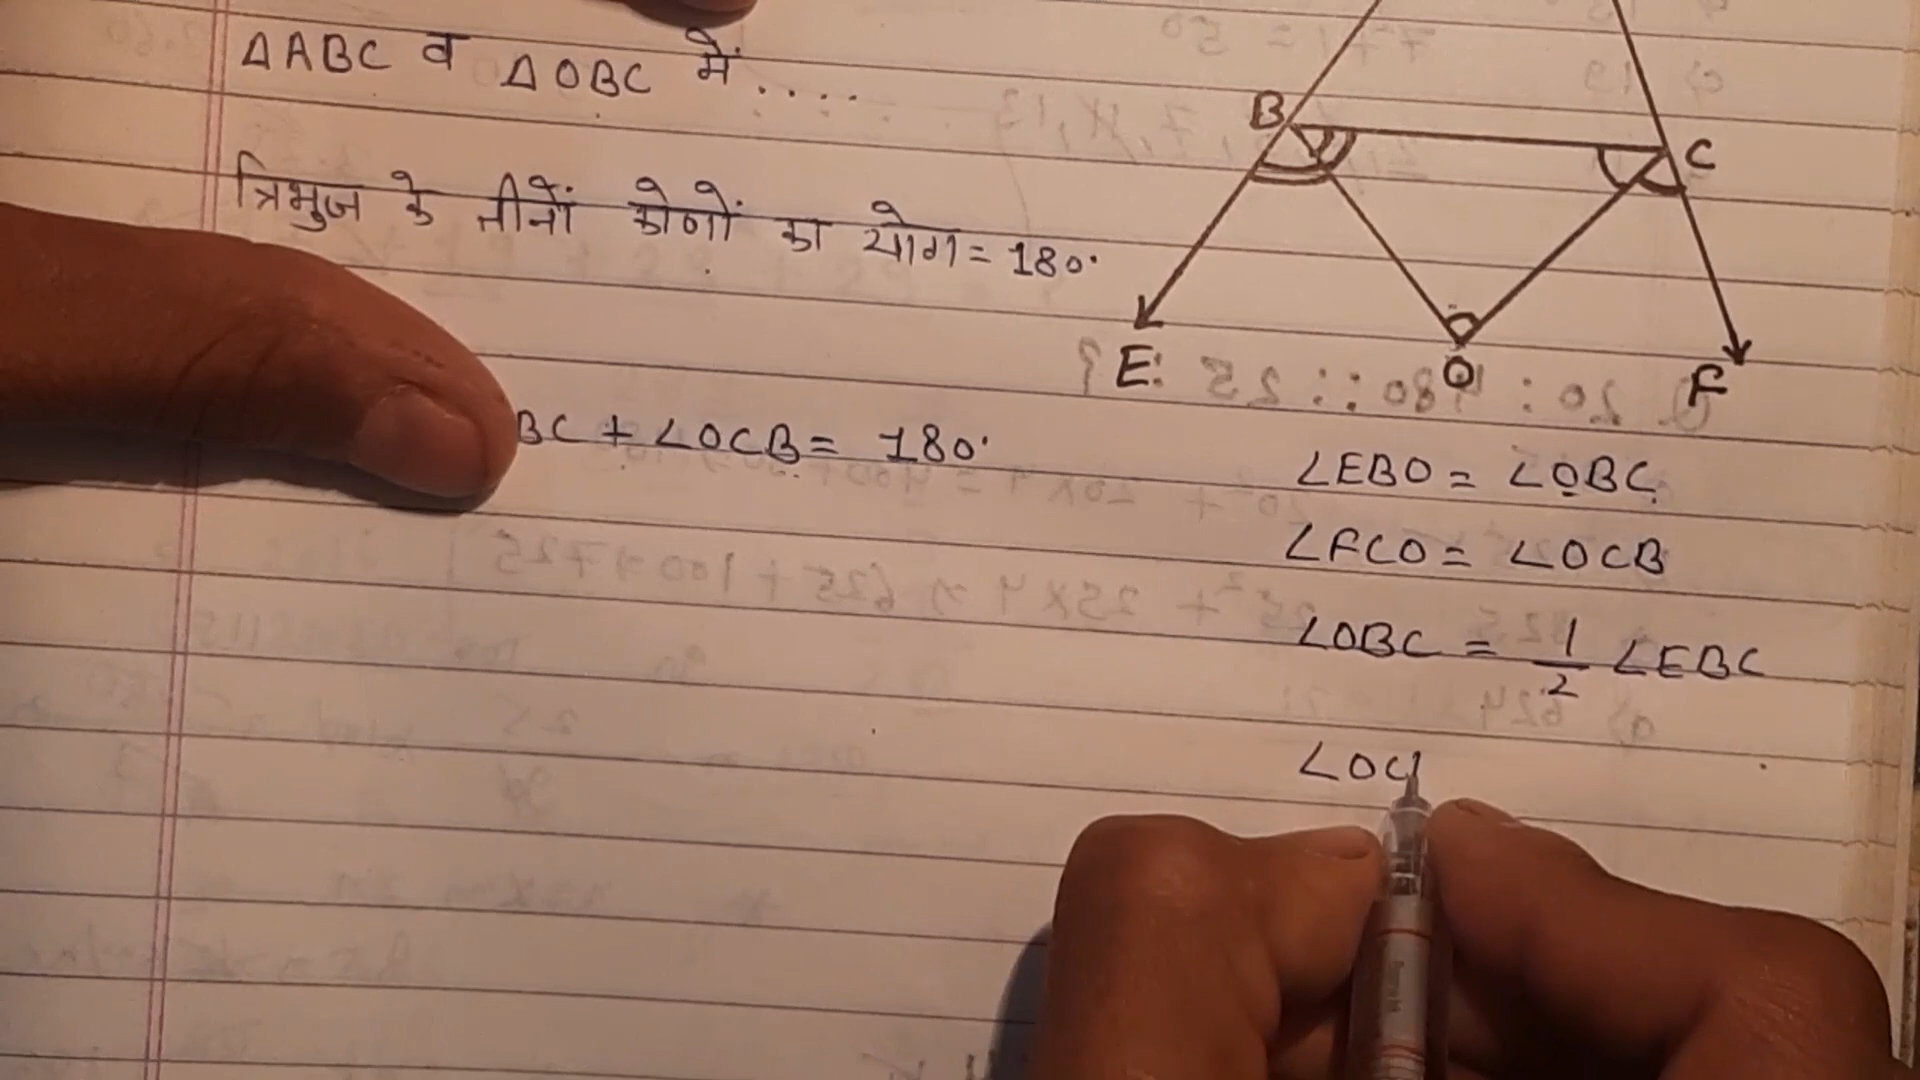 ΔABC व ΔOBC में....
त्रिभुज के तीनों कोणों का योग = 180°
BC + ∠OCB = 180°
B
C
E
O
F
∠EBO = ∠OBC
∠FCO = ∠OCB
∠OBC = 1/2 ∠EBC
∠OC